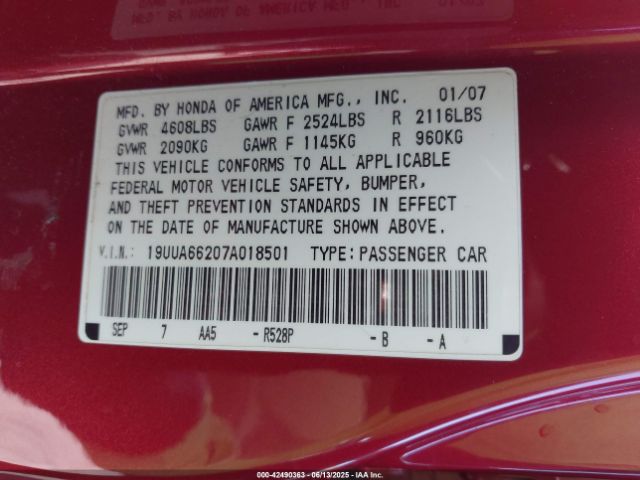 MFD. BY HONDA OF AMERICA MFG., INC. 01/07
GVWR 4608LBS GAWR F 2524LBS R 2116LBS
GVWR 2090KG GAWR F 1145KG R 960KG
THIS VEHICLE CONFORMS TO ALL APPLICABLE
FEDERAL MOTOR VEHICLE SAFETY, BUMPER,
AND THEFT PREVENTION STANDARDS IN EFFECT
ON THE DATE OF MANUFACTURE SHOWN ABOVE.
V.I.N.: 19UUA66207A018501 TYPE:PASSENGER CAR
SEP 7 AA5 -R528P -B -A
000-42490363 - 06/13/2025 - IAA Inc.